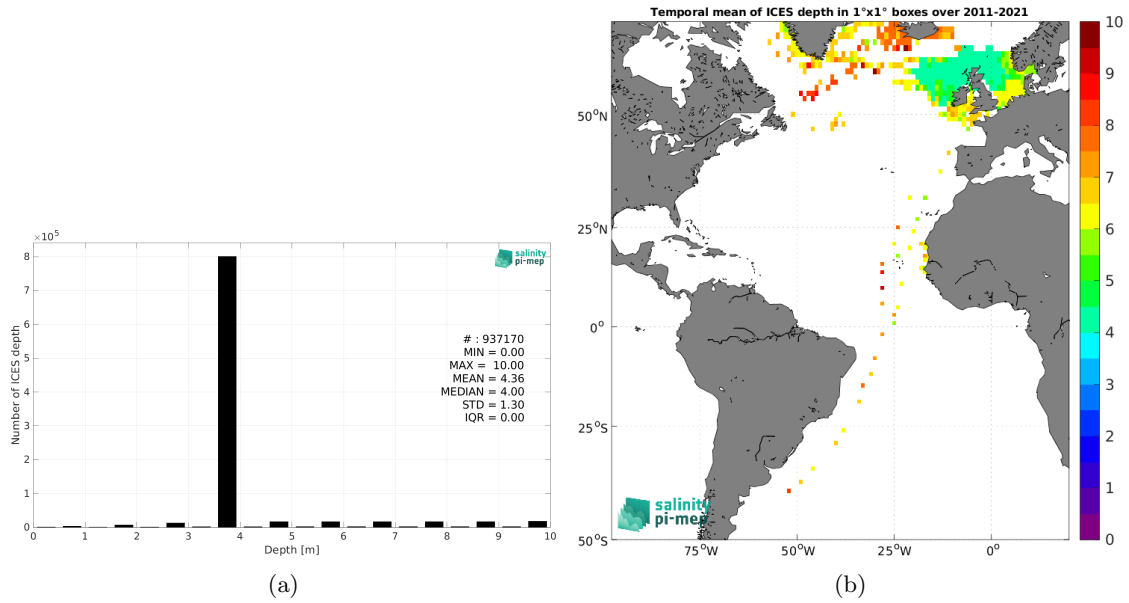 ×10⁵
8
7
6
5
4
3
2
1
0
Number of ICES depth
salinity
pi-mep
# : 937170
MIN = 0.00
MAX = 10.00
MEAN = 4.36
MEDIAN = 4.00
STD = 1.30
IQR = 0.00
0 1 2 3 4 5 6 7 8 9 10
Depth [m]
(a)
Temporal mean of ICES depth in 1°x1° boxes over 2011-2021
50°N
25°N
0°
25°S
50°S
75°W 50°W 25°W 0°
salinity
pi-mep
10
9
8
7
6
5
4
3
2
1
0
(b)